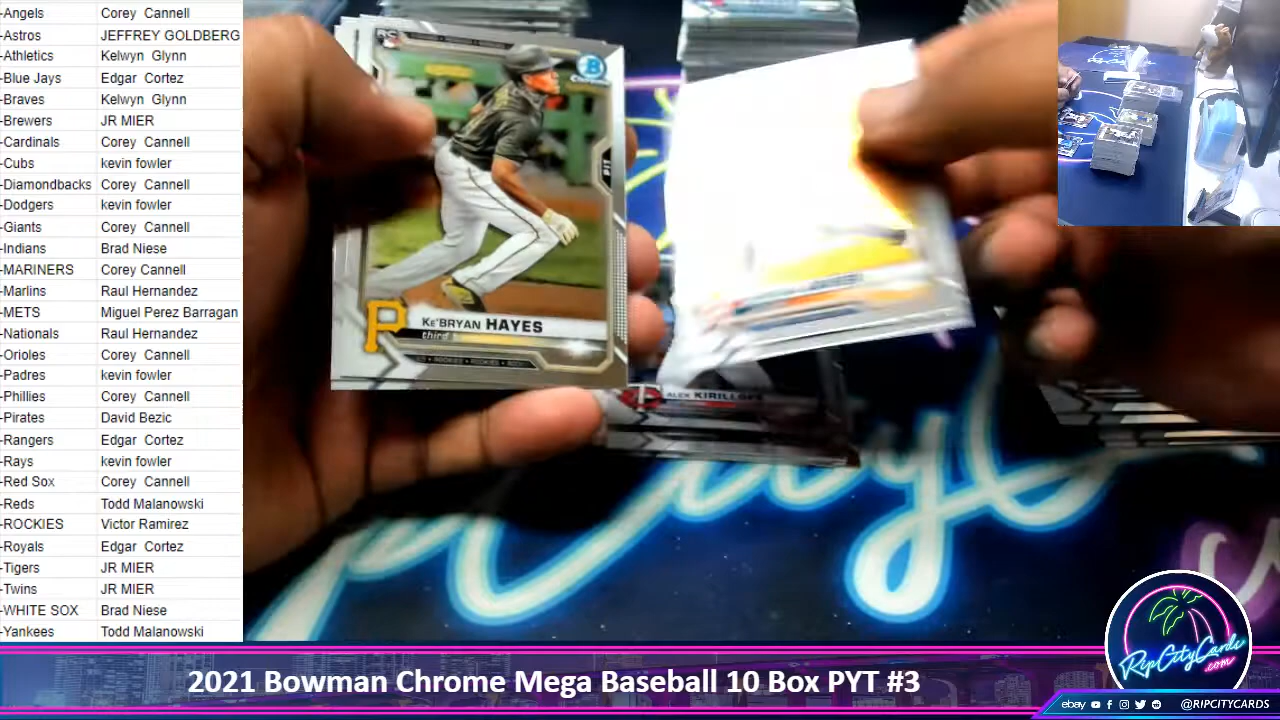 -Angels Corey Cannell
-Astros JEFFREY GOLDBERG
-Athletics Kelwyn Glynn
-Blue Jays Edgar Cortez
-Braves Kelwyn Glynn
-Brewers JR MIER
-Cardinals Corey Cannell
-Cubs kevin fowler
-Diamondbacks Corey Cannell
-Dodgers kevin fowler
-Giants Corey Cannell
-Indians Brad Niese
-MARINERS Corey Cannell
-Marlins Raul Hernandez
-METS Miguel Perez Barragan
-Nationals Raul Hernandez
-Orioles Corey Cannell
-Padres kevin fowler
-Phillies Corey Cannell
-Pirates David Bezic
-Rangers Edgar Cortez
-Rays kevin fowler
-Red Sox Corey Cannell
-Reds Todd Malanowski
-ROCKIES Victor Ramirez
-Royals Edgar Cortez
-Tigers JR MIER
-Twins JR MIER
-WHITE SOX Brad Niese
-Yankees Todd Malanowski
RC
B
PIT
P
KE'BRYAN HAYES
third
ALEX KIRILLOFF
RipCityCards
.com
2021 Bowman Chrome Mega Baseball 10 Box PYT #3
ebay @RIPCITYCARDS